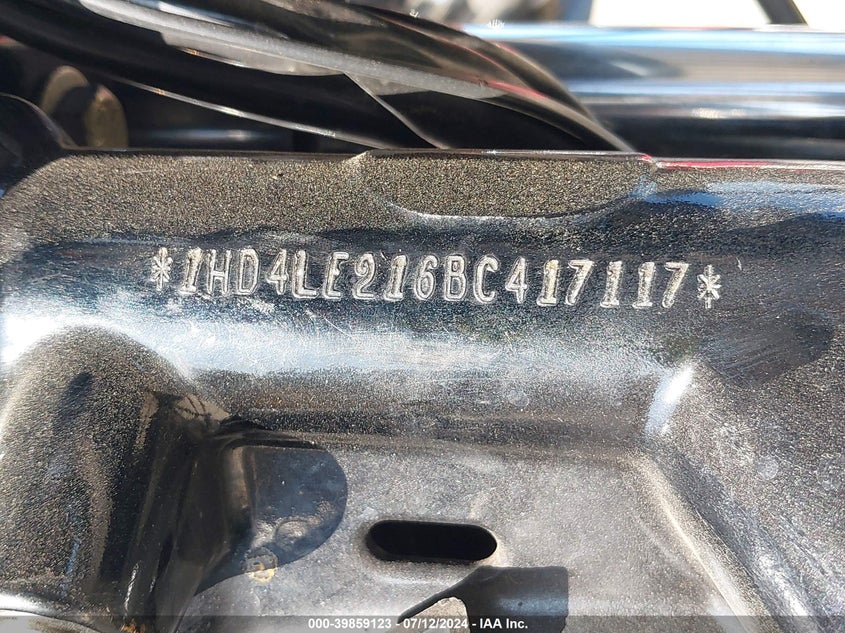 *1HD4LE216BC417117*
000-39859123 - 07/12/2024 - IAA Inc.